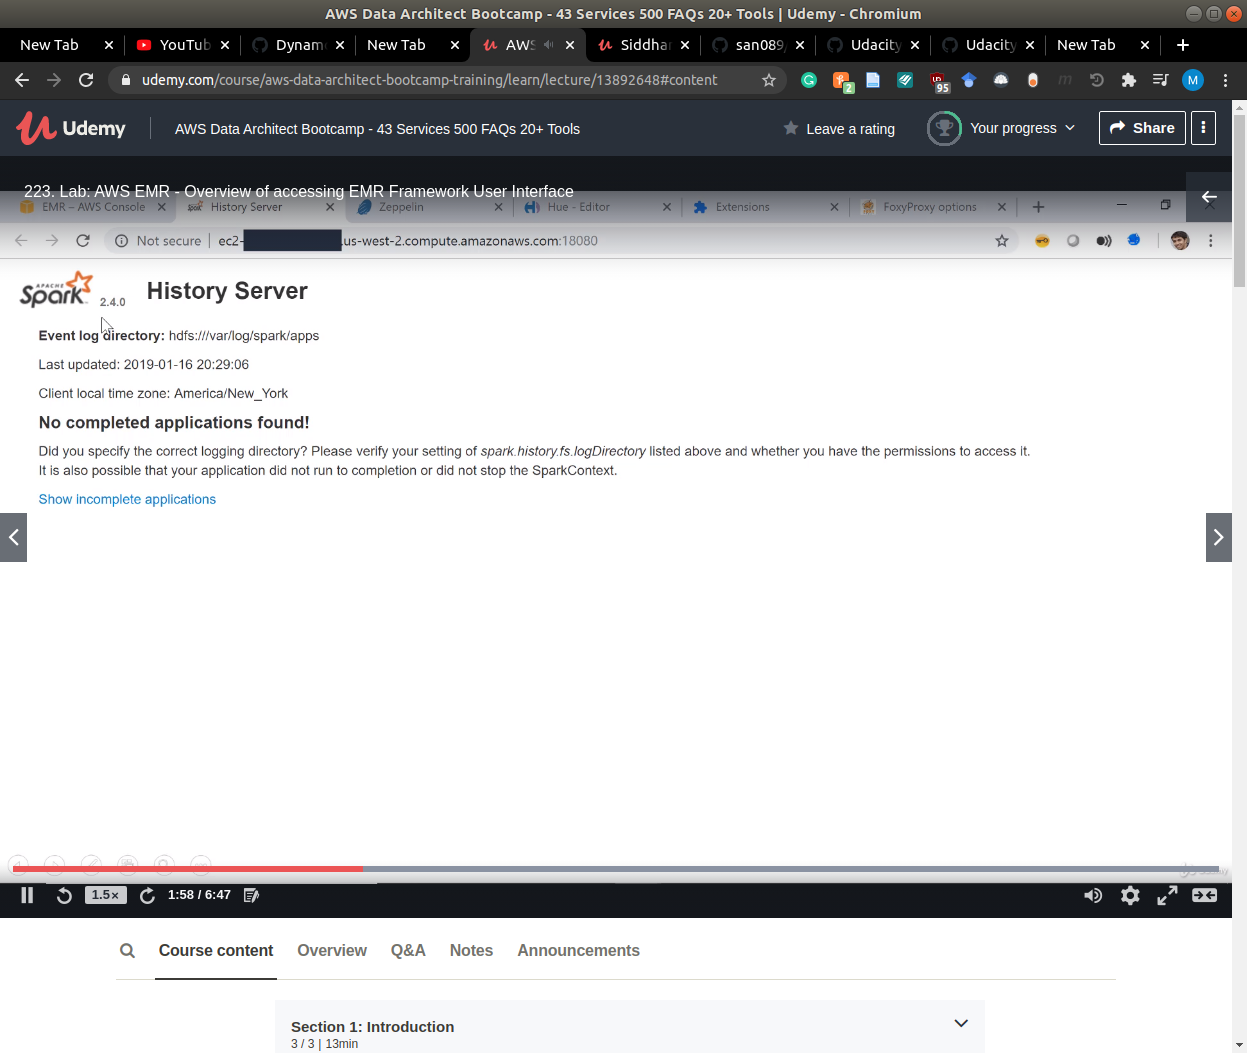 AWS Data Architect Bootcamp - 43 Services 500 FAQs 20+ Tools | Udemy - Chromium
New Tab YouTub Dynam New Tab AWS Siddha san089 Udacity Udacity New Tab
udemy.com/course/aws-data-architect-bootcamp-training/learn/lecture/13892648#content
2 95 M
Udemy AWS Data Architect Bootcamp - 43 Services 500 FAQs 20+ Tools Leave a rating Your progress Share
223. Lab: AWS EMR - Overview of accessing EMR Framework User Interface
EMR – AWS Console History Server Zeppelin Hue - Editor Extensions FoxyProxy options
Not secure ec2- .us-west-2.compute.amazonaws.com:18080
APACHE Spark 2.4.0 History Server
Event log directory: hdfs:///var/log/spark/apps
Last updated: 2019-01-16 20:29:06
Client local time zone: America/New_York
No completed applications found!
Did you specify the correct logging directory? Please verify your setting of spark.history.fs.logDirectory listed above and whether you have the permissions to access it.
It is also possible that your application did not run to completion or did not stop the SparkContext.
Show incomplete applications
1.5× 1:58 / 6:47
Course content Overview Q&A Notes Announcements
Section 1: Introduction
3 / 3 | 13min